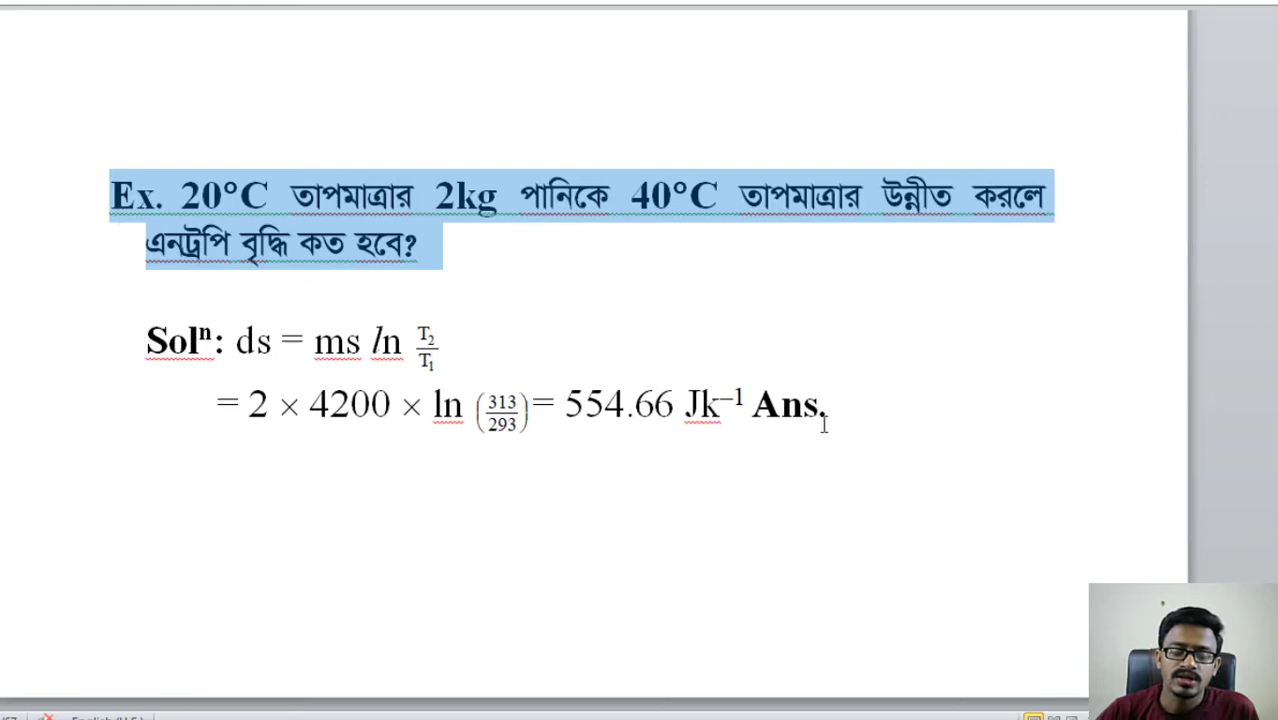 Ex. 20°C তাপমাত্রার 2kg পানিকে 40°C তাপমাত্রার উন্নীত করলে
এনট্রপি বৃদ্ধি কত হবে?
Solⁿ: ds = ms ln T₂/T₁
= 2 × 4200 × ln (313/293) = 554.66 Jk⁻¹ Ans.
English (U.S.)